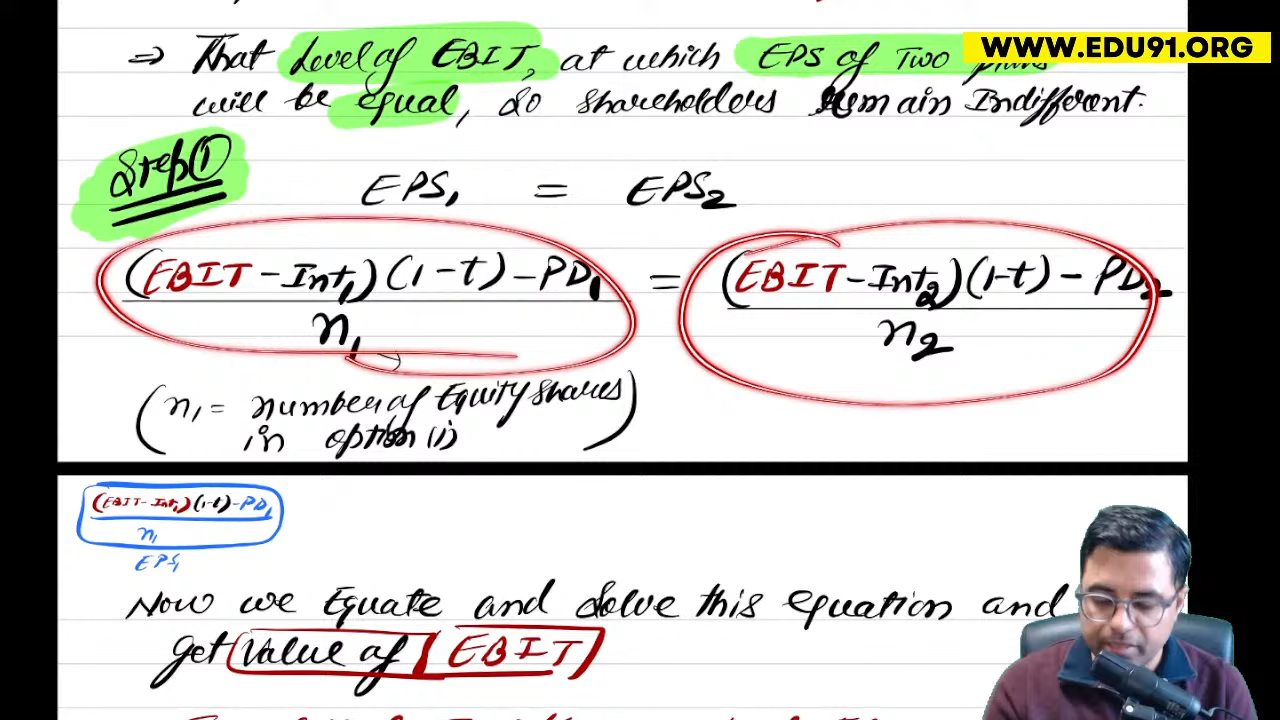 WWW.EDU91.ORG
⇒ That Level of EBIT, at which EPS of Two plans
will be equal, so shareholders remain Indifferent.
Step ①
EPS₁ = EPS₂
(EBIT - Int₁)(1-t) - PD₁ = (EBIT - Int₂)(1-t) - PD₂
n₁ n₂
(n₁ = number of Equity shares
in option (i))
(EBIT - Int₁)(1-t) - PD₁
n₁
EPS₁
Now we Equate and Solve this equation and
get Value of [EBIT]